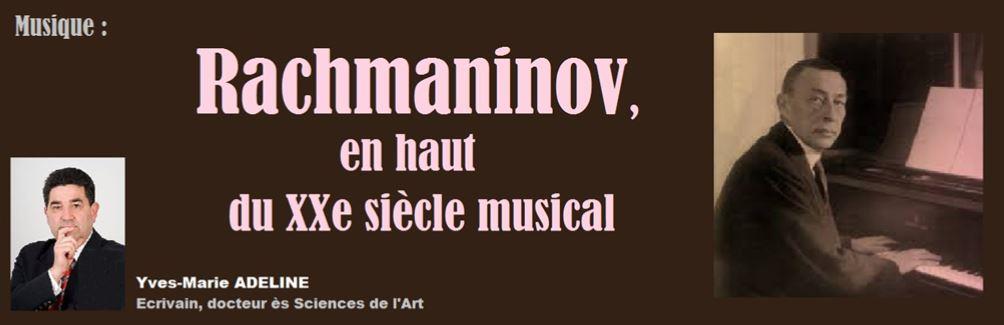 Musique :
Rachmaninov,
en haut
du XXe siècle musical
Yves-Marie ADELINE
Ecrivain, docteur ès Sciences de l'Art